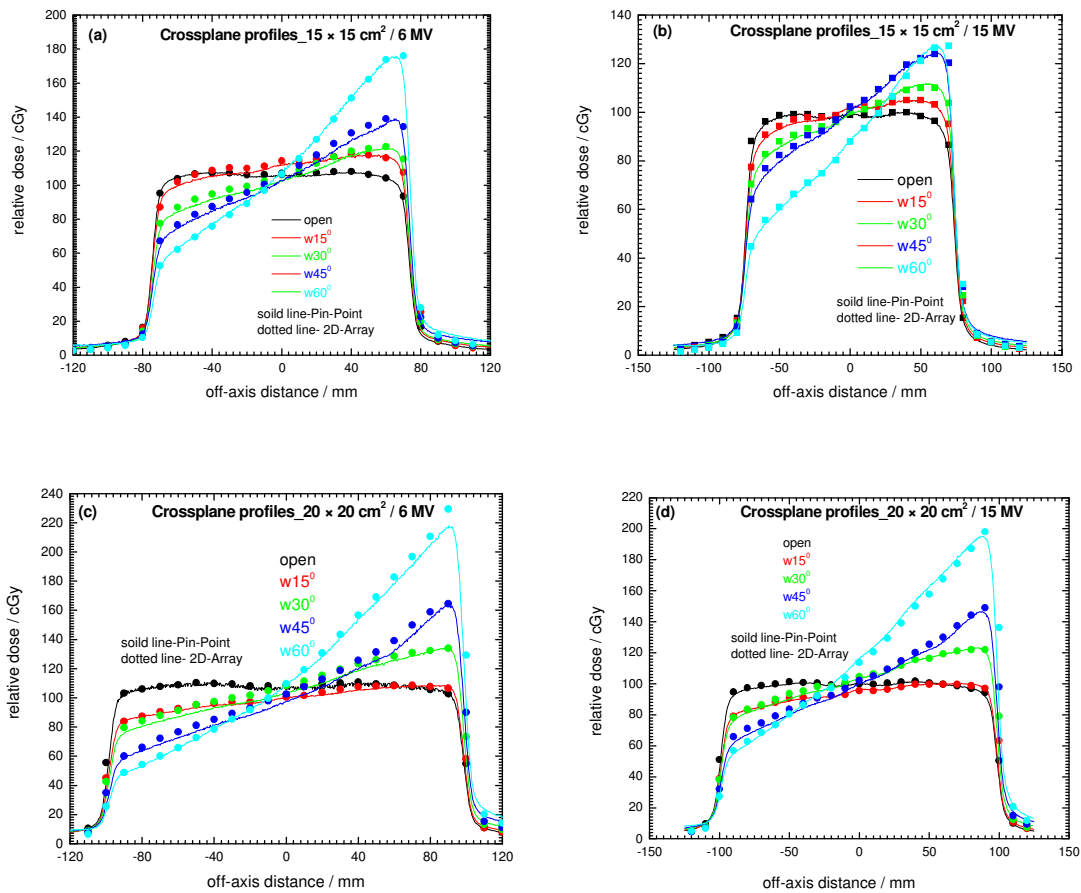 (a) Crossplane profiles_15 × 15 cm² / 6 MV
200
180
160
140
120
100
80
60
40
20
0
relative dose / cGy
open
w15⁰
w30⁰
w45⁰
w60⁰
soild line-Pin-Point
dotted line- 2D-Array
-120 -80 -40 0 40 80 120
off-axis distance / mm
(b) Crossplane profiles_15 × 15 cm² / 15 MV
140
120
100
80
60
40
20
0
relative dose / cGy
open
w15⁰
w30⁰
w45⁰
w60⁰
soild line-Pin-Point
dotted line- 2D-Array
-150 -100 -50 0 50 100 150
off-axis distance / mm
(c) Crossplane profiles_20 × 20 cm² / 6 MV
240
220
200
180
160
140
120
100
80
60
40
20
0
relative dose / cGy
open
w15⁰
w30⁰
w45⁰
w60⁰
soild line-Pin-Point
dotted line- 2D-Array
-120 -80 -40 0 40 80 120
off-axis distance / mm
(d) Crossplane profiles_20 × 20 cm² / 15 MV
220
200
180
160
140
120
100
80
60
40
20
0
relative dose / cGy
open
w15⁰
w30⁰
w45⁰
w60⁰
soild line-Pin-Point
dotted line- 2D-Array
-150 -100 -50 0 50 100 150
off-axis distance / mm